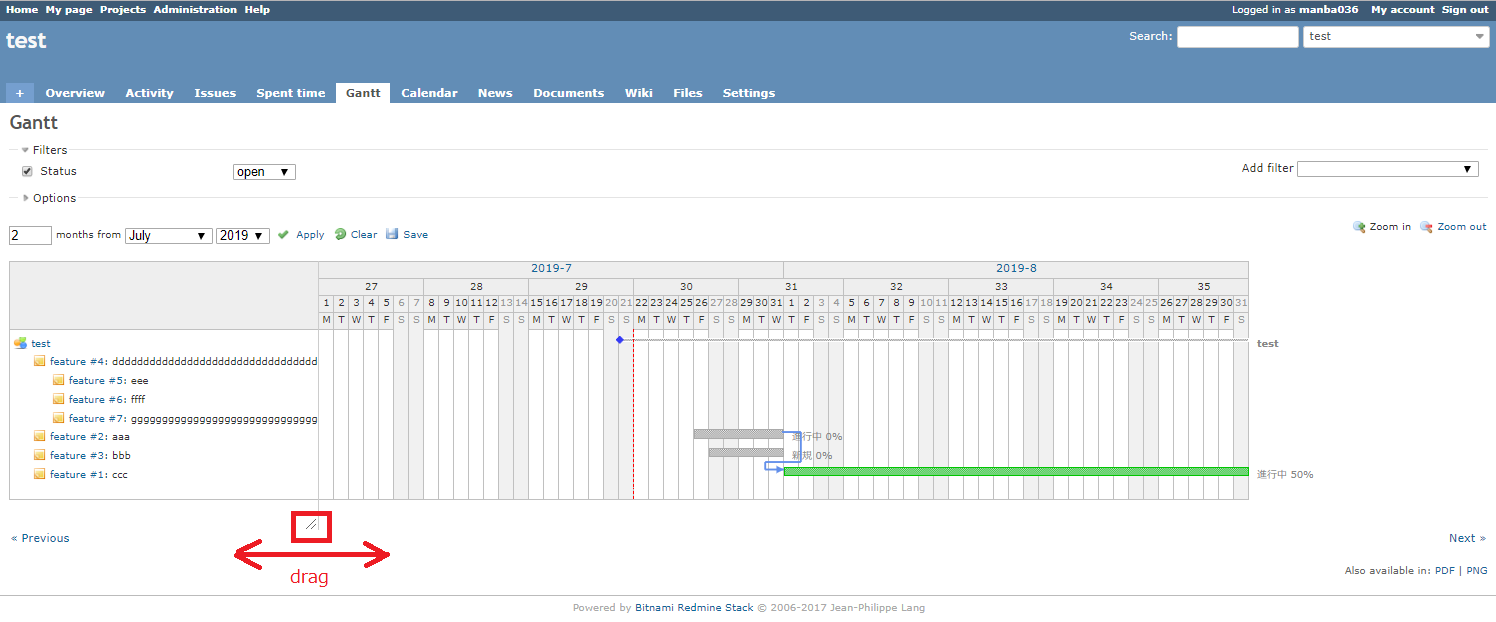 Home My page Projects Administration Help Logged in as manba036 My account Sign out
test Search: test
+ Overview Activity Issues Spent time Gantt Calendar News Documents Wiki Files Settings
Gantt
Filters
Status open Add filter
Options
2 months from July 2019 Apply Clear Save Zoom in Zoom out
2019-7 2019-8
27 28 29 30 31 32 33 34 35
1 2 3 4 5 6 7 8 9 10 11 12 13 14 15 16 17 18 19 20 21 22 23 24 25 26 27 28 29 30 31 1 2 3 4 5 6 7 8 9 10 11 12 13 14 15 16 17 18 19 20 21 22 23 24 25 26 27 28 29 30 31
M T W T F S S M T W T F S S M T W T F S S M T W T F S S M T W T F S S M T W T F S S M T W T F S S M T W T F S S M T W T F S
test test
feature #4: ddddddddddddddddddddddddddddddddd
feature #5: eee
feature #6: ffff
feature #7: gggggggggggggggggggggggggggggg
feature #2: aaa 進行中 0%
feature #3: bbb 新規 0%
feature #1: ccc 進行中 50%
« Previous Next »
drag
Also available in: PDF | PNG
Powered by Bitnami Redmine Stack © 2006-2017 Jean-Philippe Lang